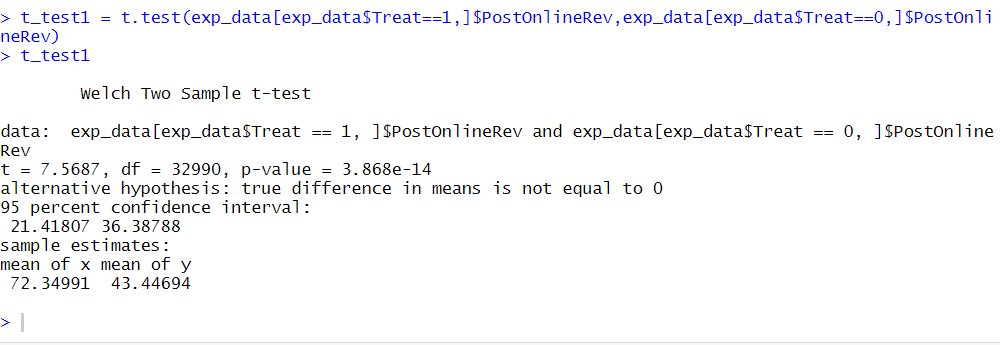 > t_test1 = t.test(exp_data[exp_data$Treat==1,]$PostOnlineRev,exp_data[exp_data$Treat==0,]$PostOnli
neRev)
> t_test1
Welch Two Sample t-test
data:  exp_data[exp_data$Treat == 1, ]$PostOnlineRev and exp_data[exp_data$Treat == 0, ]$PostOnline
Rev
t = 7.5687, df = 32990, p-value = 3.868e-14
alternative hypothesis: true difference in means is not equal to 0
95 percent confidence interval:
 21.41807 36.38788
sample estimates:
mean of x mean of y
 72.34991  43.44694
>